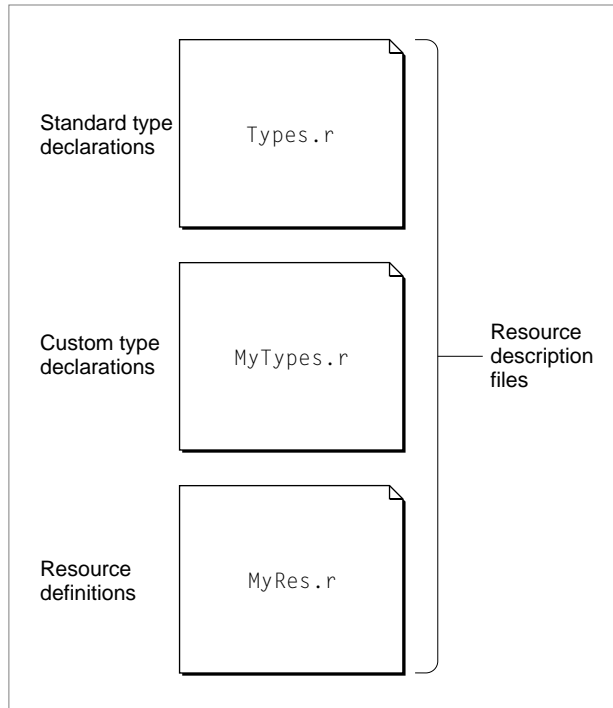 Standard type
declarations
Types.r
Custom type
declarations
MyTypes.r
Resource
description
files
Resource
definitions
MyRes.r